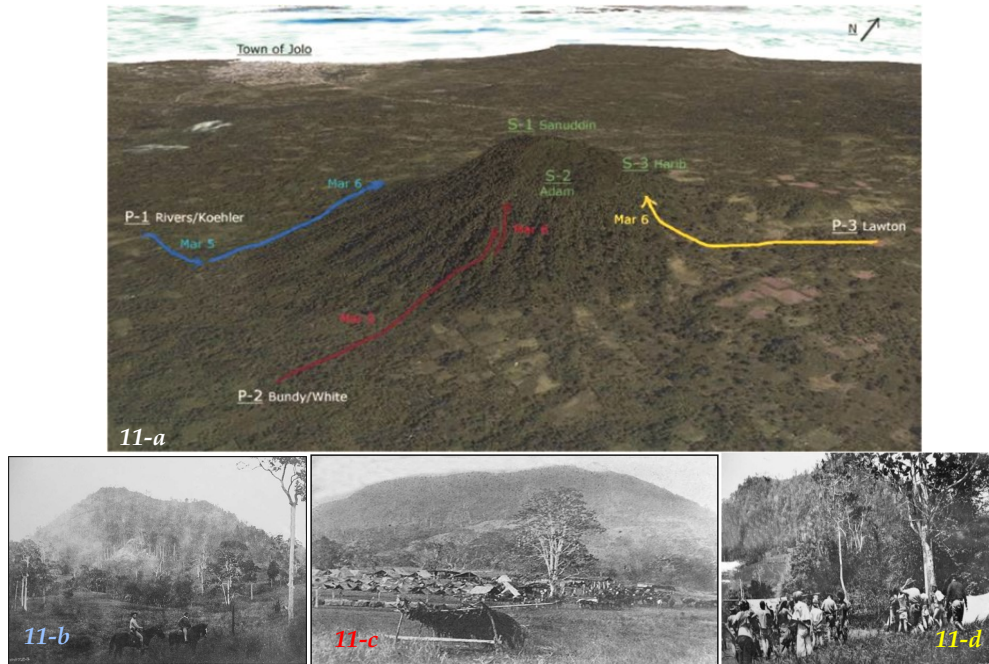 N
Town of Jolo
S-1 Sanuddin
S-3 Harib
S-2
Adam
Mar 6
P-1 Rivers/Koehler
Mar 6
P-3 Lawton
Mar 5
Mar 6
Mar 5
P-2 Bundy/White
11-a
11-b
11-c
11-d